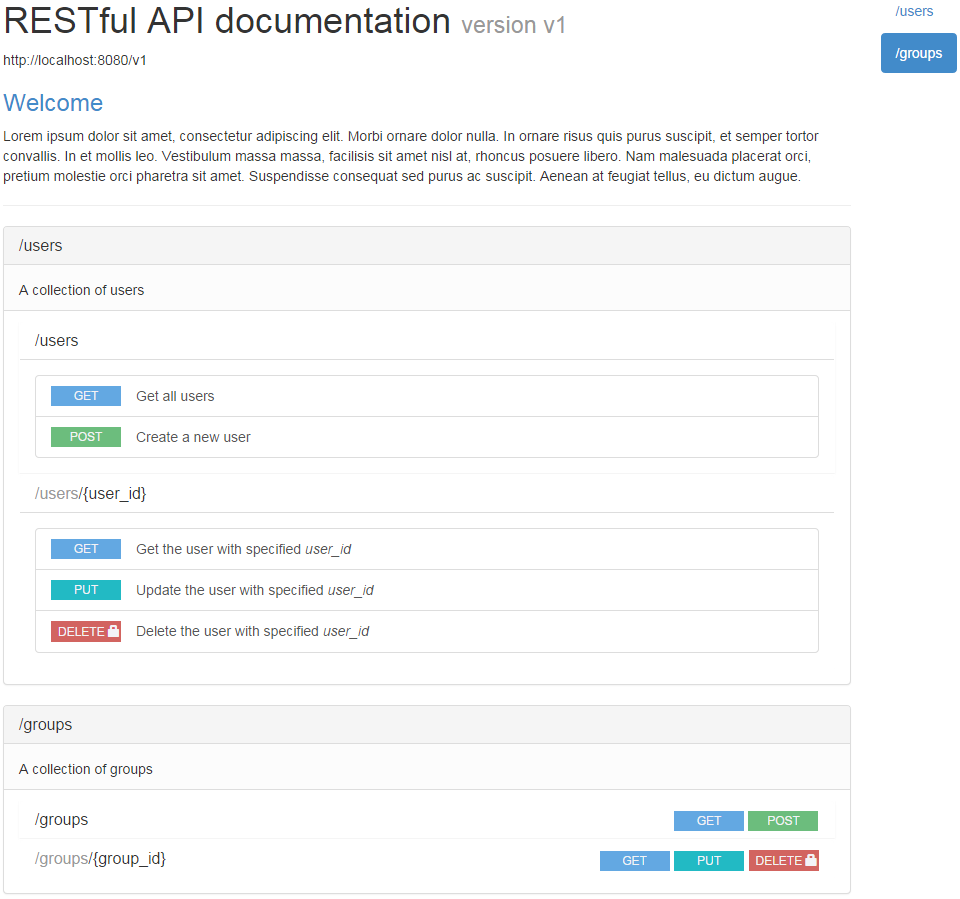 RESTful API documentation version v1
http://localhost:8080/v1
/users
/groups
Welcome
Lorem ipsum dolor sit amet, consectetur adipiscing elit. Morbi ornare dolor nulla. In ornare risus quis purus suscipit, et semper tortor
convallis. In et mollis leo. Vestibulum massa massa, facilisis sit amet nisl at, rhoncus posuere libero. Nam malesuada placerat orci,
pretium molestie orci pharetra sit amet. Suspendisse consequat sed purus ac suscipit. Aenean at feugiat tellus, eu dictum augue.
/users
A collection of users
/users
GET Get all users
POST Create a new user
/users/{user_id}
GET Get the user with specified user_id
PUT Update the user with specified user_id
DELETE Delete the user with specified user_id
/groups
A collection of groups
/groups GET POST
/groups/{group_id} GET PUT DELETE